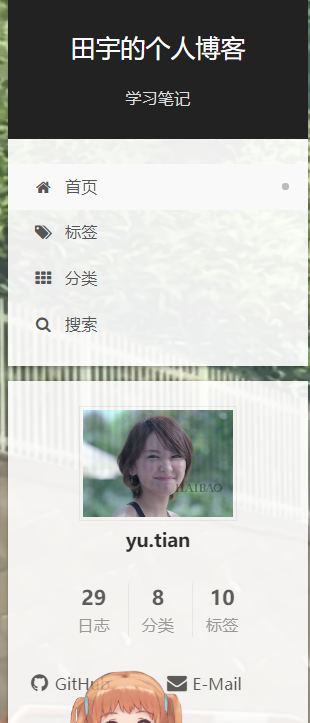 田宇的个人博客
学习笔记
首页
标签
分类
搜索
HAIBAO
yu.tian
29 8 10
日志 分类 标签
GitHub E-Mail